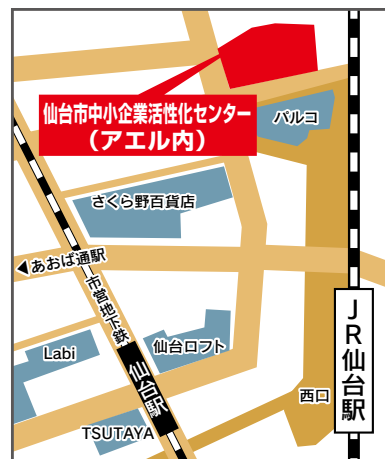 仙台市中小企業活性化センター
（アエル内）
パルコ
さくら野百貨店
あおば通駅
市営地下鉄
仙台ロフト
Labi
仙台駅
TSUTAYA
西口
JR仙台駅